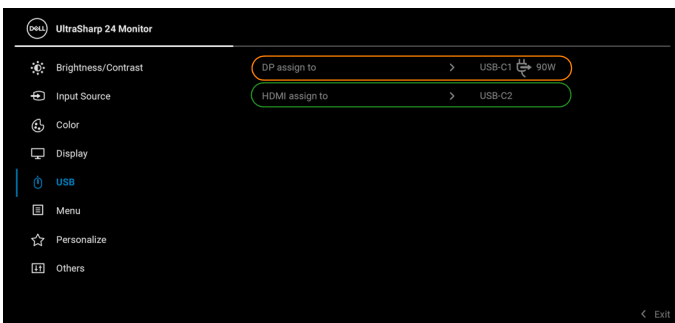 DELL UltraSharp 24 Monitor
Brightness/Contrast
DP assign to > USB-C1 90W
Input Source
HDMI assign to > USB-C2
Color
Display
USB
Menu
Personalize
Others
< Exit